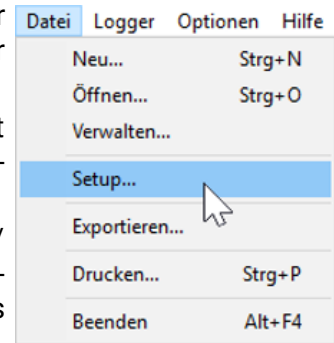 Datei Logger Optionen Hilfe
Neu... Strg+N
Öffnen... Strg+O
Verwalten...
Setup...
Exportieren...
Drucken... Strg+P
Beenden Alt+F4